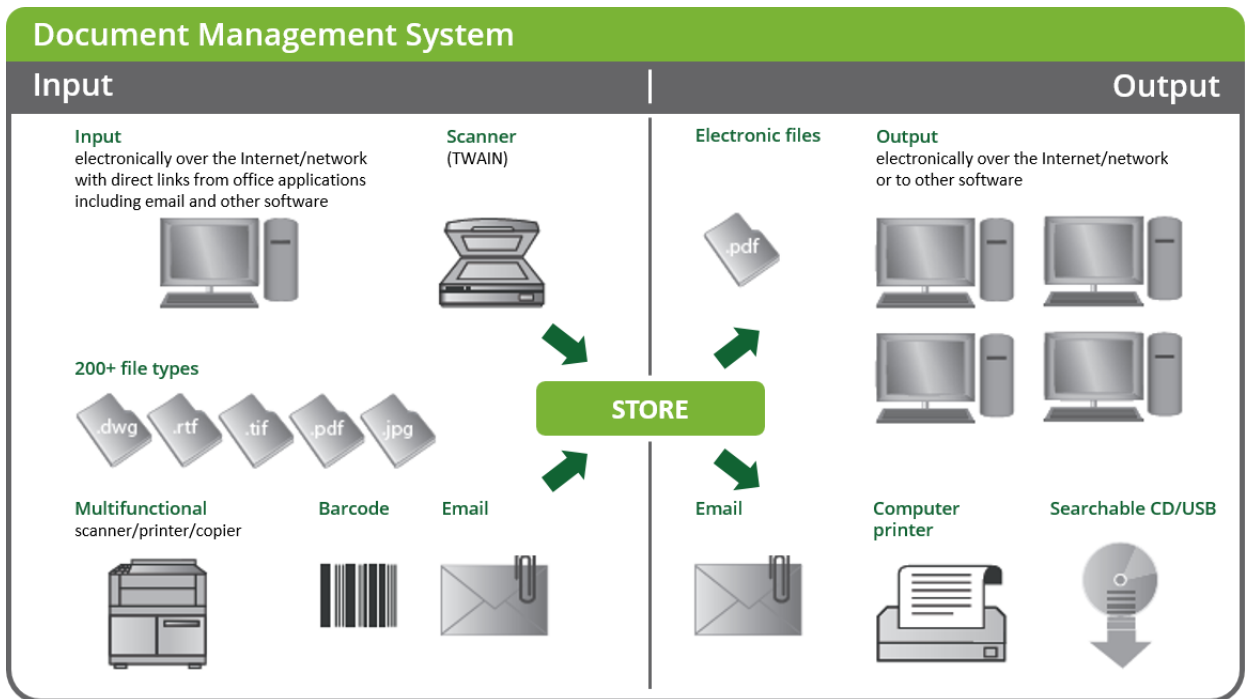 Document Management System
Input
Output
Input
electronically over the Internet/network
with direct links from office applications
including email and other software
Scanner
(TWAIN)
200+ file types
.dwg
.rtf
.tif
.pdf
.jpg
Multifunctional
scanner/printer/copier
Barcode
Email
STORE
Electronic files
.pdf
Output
electronically over the Internet/network
or to other software
Email
Computer
printer
Searchable CD/USB